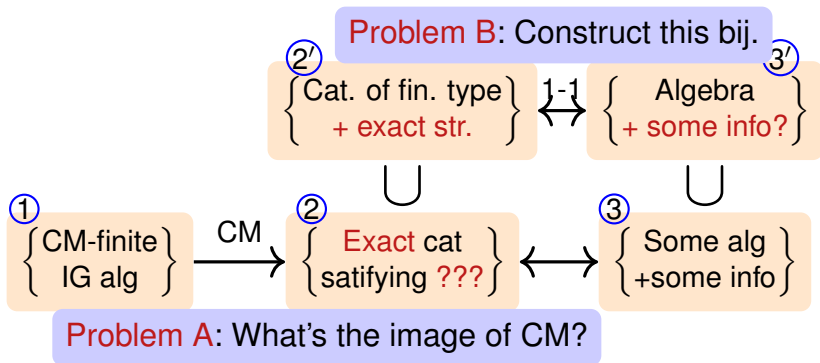 Problem B: Construct this bij.
2′
3′
Cat. of fin. type
+ exact str.
1-1
Algebra
+ some info?
1
2
3
CM-finite
IG alg
CM
Exact cat
satifying ???
Some alg
+some info
Problem A: What's the image of CM?